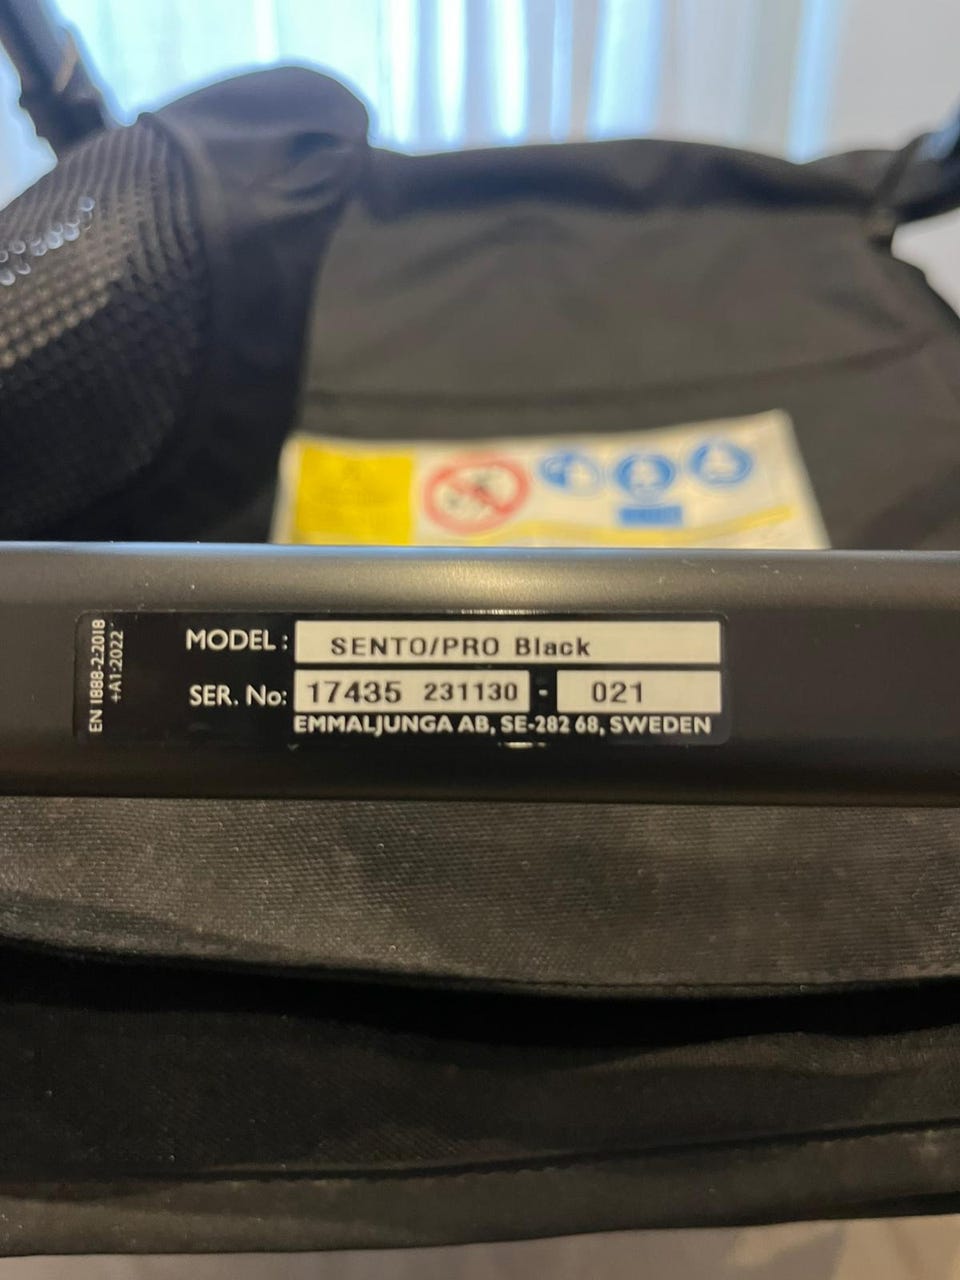 MODEL: SENTO/PRO Black
SER. No: 17435 231130 - 021
EMMALJUNGA AB, SE-282 68, SWEDEN
EN 1888-2:2018
+A1:2022